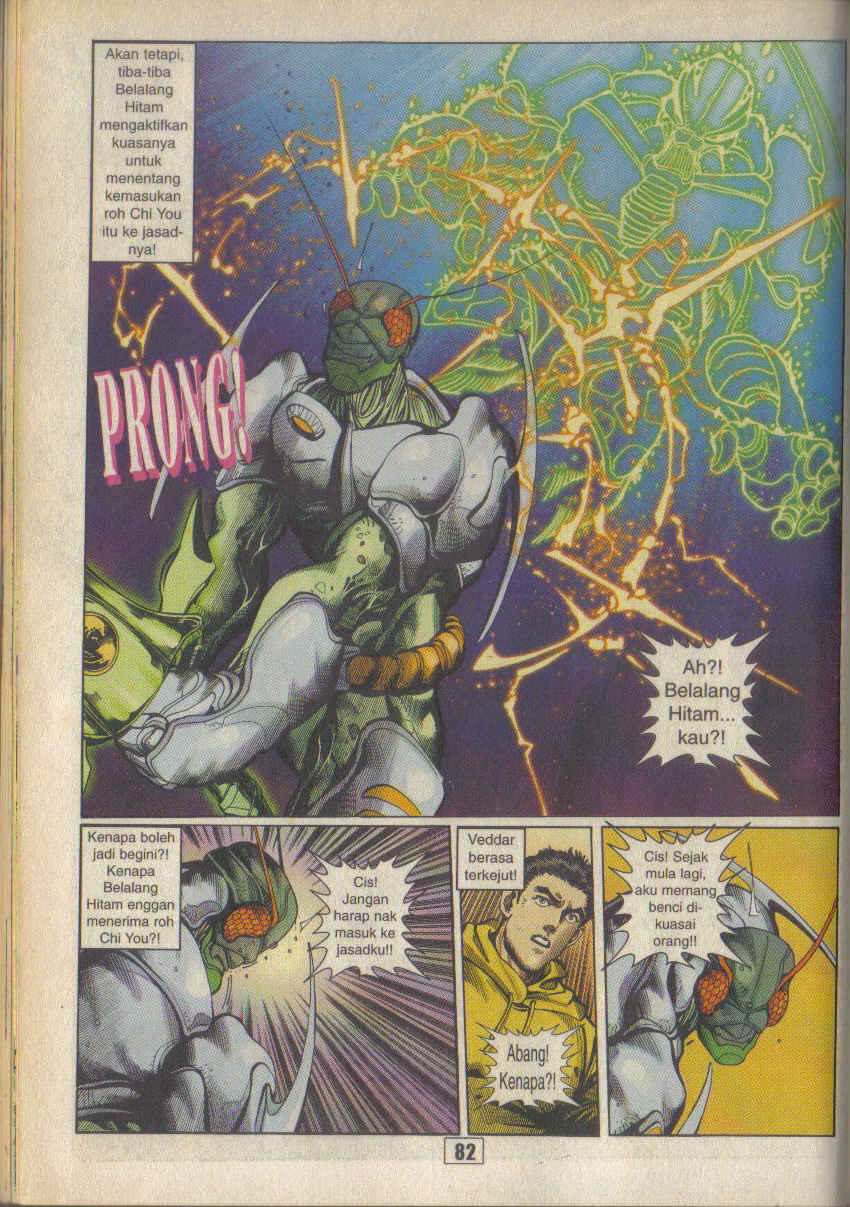 Akan tetapi,
tiba-tiba
Belalang
Hitam
mengaktifkan
kuasanya
untuk
menentang
kemasukan
roh Chi You
itu ke jasad-
nya!
PRONG!
Ah?!
Belalang
Hitam...
kau?!
Kenapa boleh
jadi begini?!
Kenapa
Belalang
Hitam enggan
menerima roh
Chi You?!
Cis!
Jangan
harap nak
masuk ke
jasadku!!
Veddar
berasa
terkejut!
Abang!
Kenapa?!
Cis! Sejak
mula lagi,
aku memang
benci di-
kuasai
orang!!
82